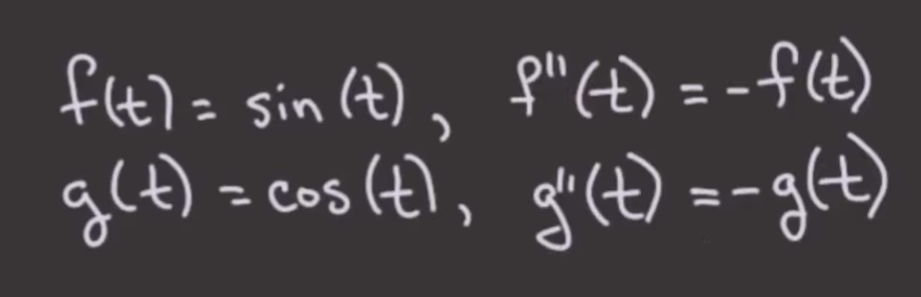 f(t) = sin(t), f''(t) = -f(t)
g(t) = cos(t), g''(t) = -g(t)